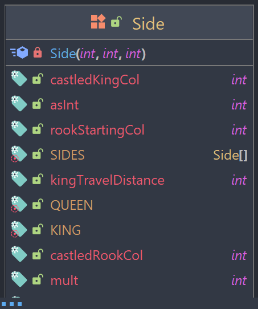 Side
Side(int, int, int)
castledKingCol int
asInt int
rookStartingCol int
SIDES Side[]
kingTravelDistance int
QUEEN
KING
castledRookCol int
mult int